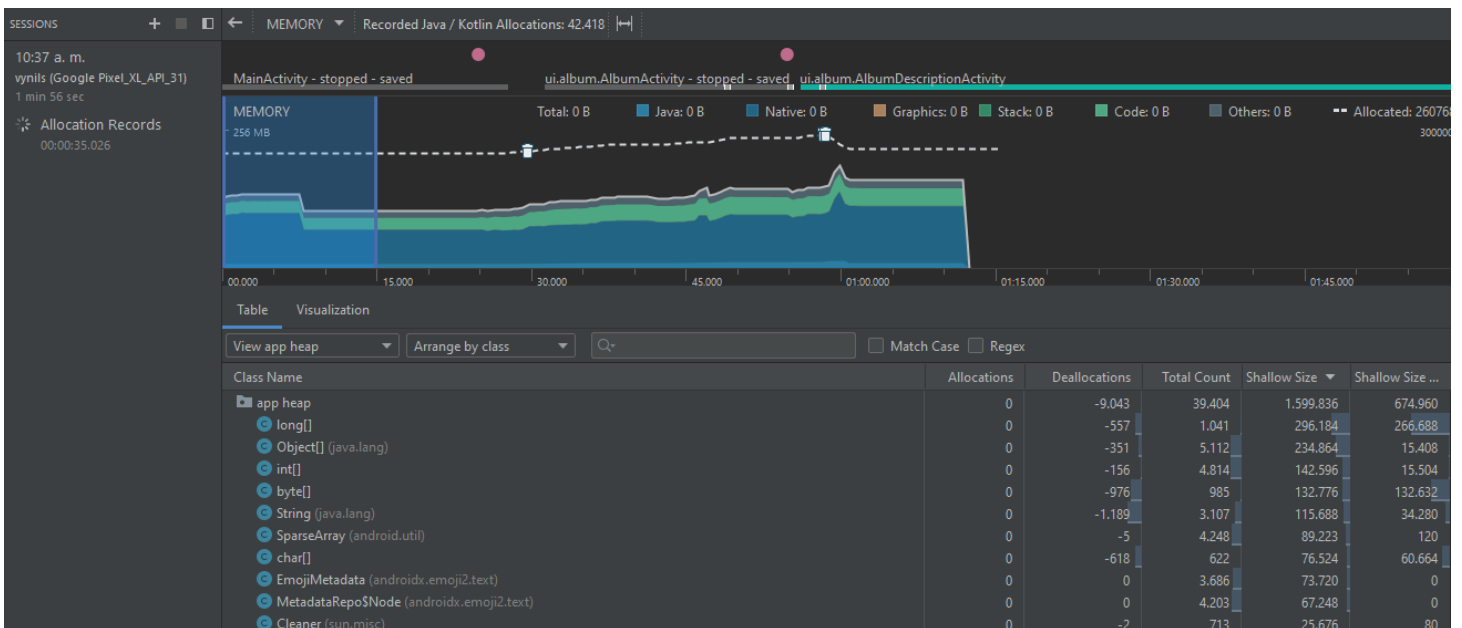 SESSIONS
MEMORY Recorded Java / Kotlin Allocations: 42.418
10:37 a. m.
vynils (Google Pixel_XL_API_31)
1 min 56 sec
Allocation Records
00:00:35.026
MainActivity - stopped - saved ui.album.AlbumActivity - stopped - saved ui.album.AlbumDescriptionActivity
MEMORY Total: 0 B Java: 0 B Native: 0 B Graphics: 0 B Stack: 0 B Code: 0 B Others: 0 B Allocated: 260768
256 MB 300000
00.000 15.000 30.000 45.000 01:00.000 01:15.000 01:30.000 01:45.000
Table Visualization
View app heap Arrange by class Match Case Regex
Class Name Allocations Deallocations Total Count Shallow Size Shallow Size ...
app heap 0 -9.043 39.404 1.599.836 674.960
long[] 0 -557 1.041 296.184 266.688
Object[] (java.lang) 0 -351 5.112 234.864 15.408
int[] 0 -156 4.814 142.596 15.504
byte[] 0 -976 985 132.776 132.632
String (java.lang) 0 -1.189 3.107 115.688 34.280
SparseArray (android.util) 0 -5 4.248 89.223 120
char[] 0 -618 622 76.524 60.664
EmojiMetadata (androidx.emoji2.text) 0 0 3.686 73.720 0
MetadataRepo$Node (androidx.emoji2.text) 0 0 4.203 67.248 0
Cleaner (sun.misc) 0 -2 713 25.676 80